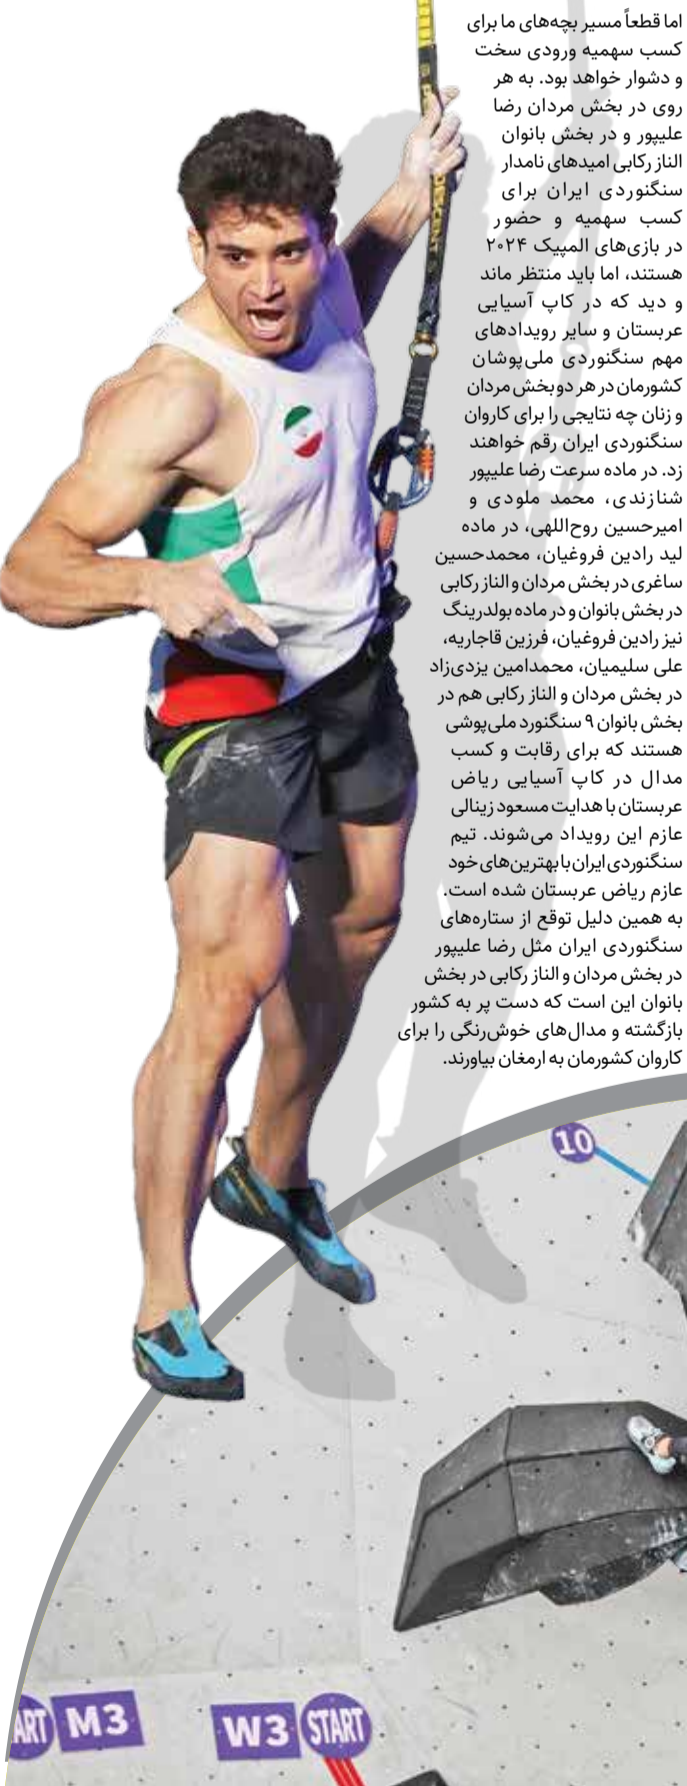 اما قطعاً مسیر بچه‌های ما برای
کسب سهمیه ورودی سخت
و دشوار خواهد بود. به هر
روی در بخش مردان رضا
علیپور و در بخش بانوان
الناز رکابی امیدهای نامدار
سنگنوردی ایران برای
کسب سهمیه و حضور
در بازی‌های المپیک ۲۰۲۴
هستند، اما باید منتظر ماند
و دید که در کاپ آسیایی
عربستان و سایر رویدادهای
مهم سنگنوردی ملی‌پوشان
کشورمان در هر دو بخش مردان
و زنان چه نتایجی را برای کاروان
سنگنوردی ایران رقم خواهند
زد. در ماده سرعت رضا علیپور
شنازندی، محمد ملودی و
امیرحسین روح‌اللهی، در ماده
لید رادین فروغیان، محمدحسین
ساغری در بخش مردان و الناز رکابی
در بخش بانوان و در ماده بولدرینگ
نیز رادین فروغیان، فرزین قاجاریه،
علی سلیمیان، محمدامین یزدی‌زاد
در بخش مردان و الناز رکابی هم در
بخش بانوان ۹ سنگنورد ملی‌پوشی
هستند که برای رقابت و کسب
مدال در کاپ آسیایی ریاض
عربستان با هدایت مسعود زینالی
عازم این رویداد می‌شوند. تیم
سنگنوردی ایران با بهترین‌های خود
عازم ریاض عربستان شده است.
به همین دلیل توقع از ستاره‌های
سنگنوردی ایران مثل رضا علیپور
در بخش مردان و الناز رکابی در بخش
بانوان این است که دست پر به کشور
بازگشته و مدال‌های خوش‌رنگی را برای
کاروان کشورمان به ارمغان بیاورند.
10
ART M3
W3 START